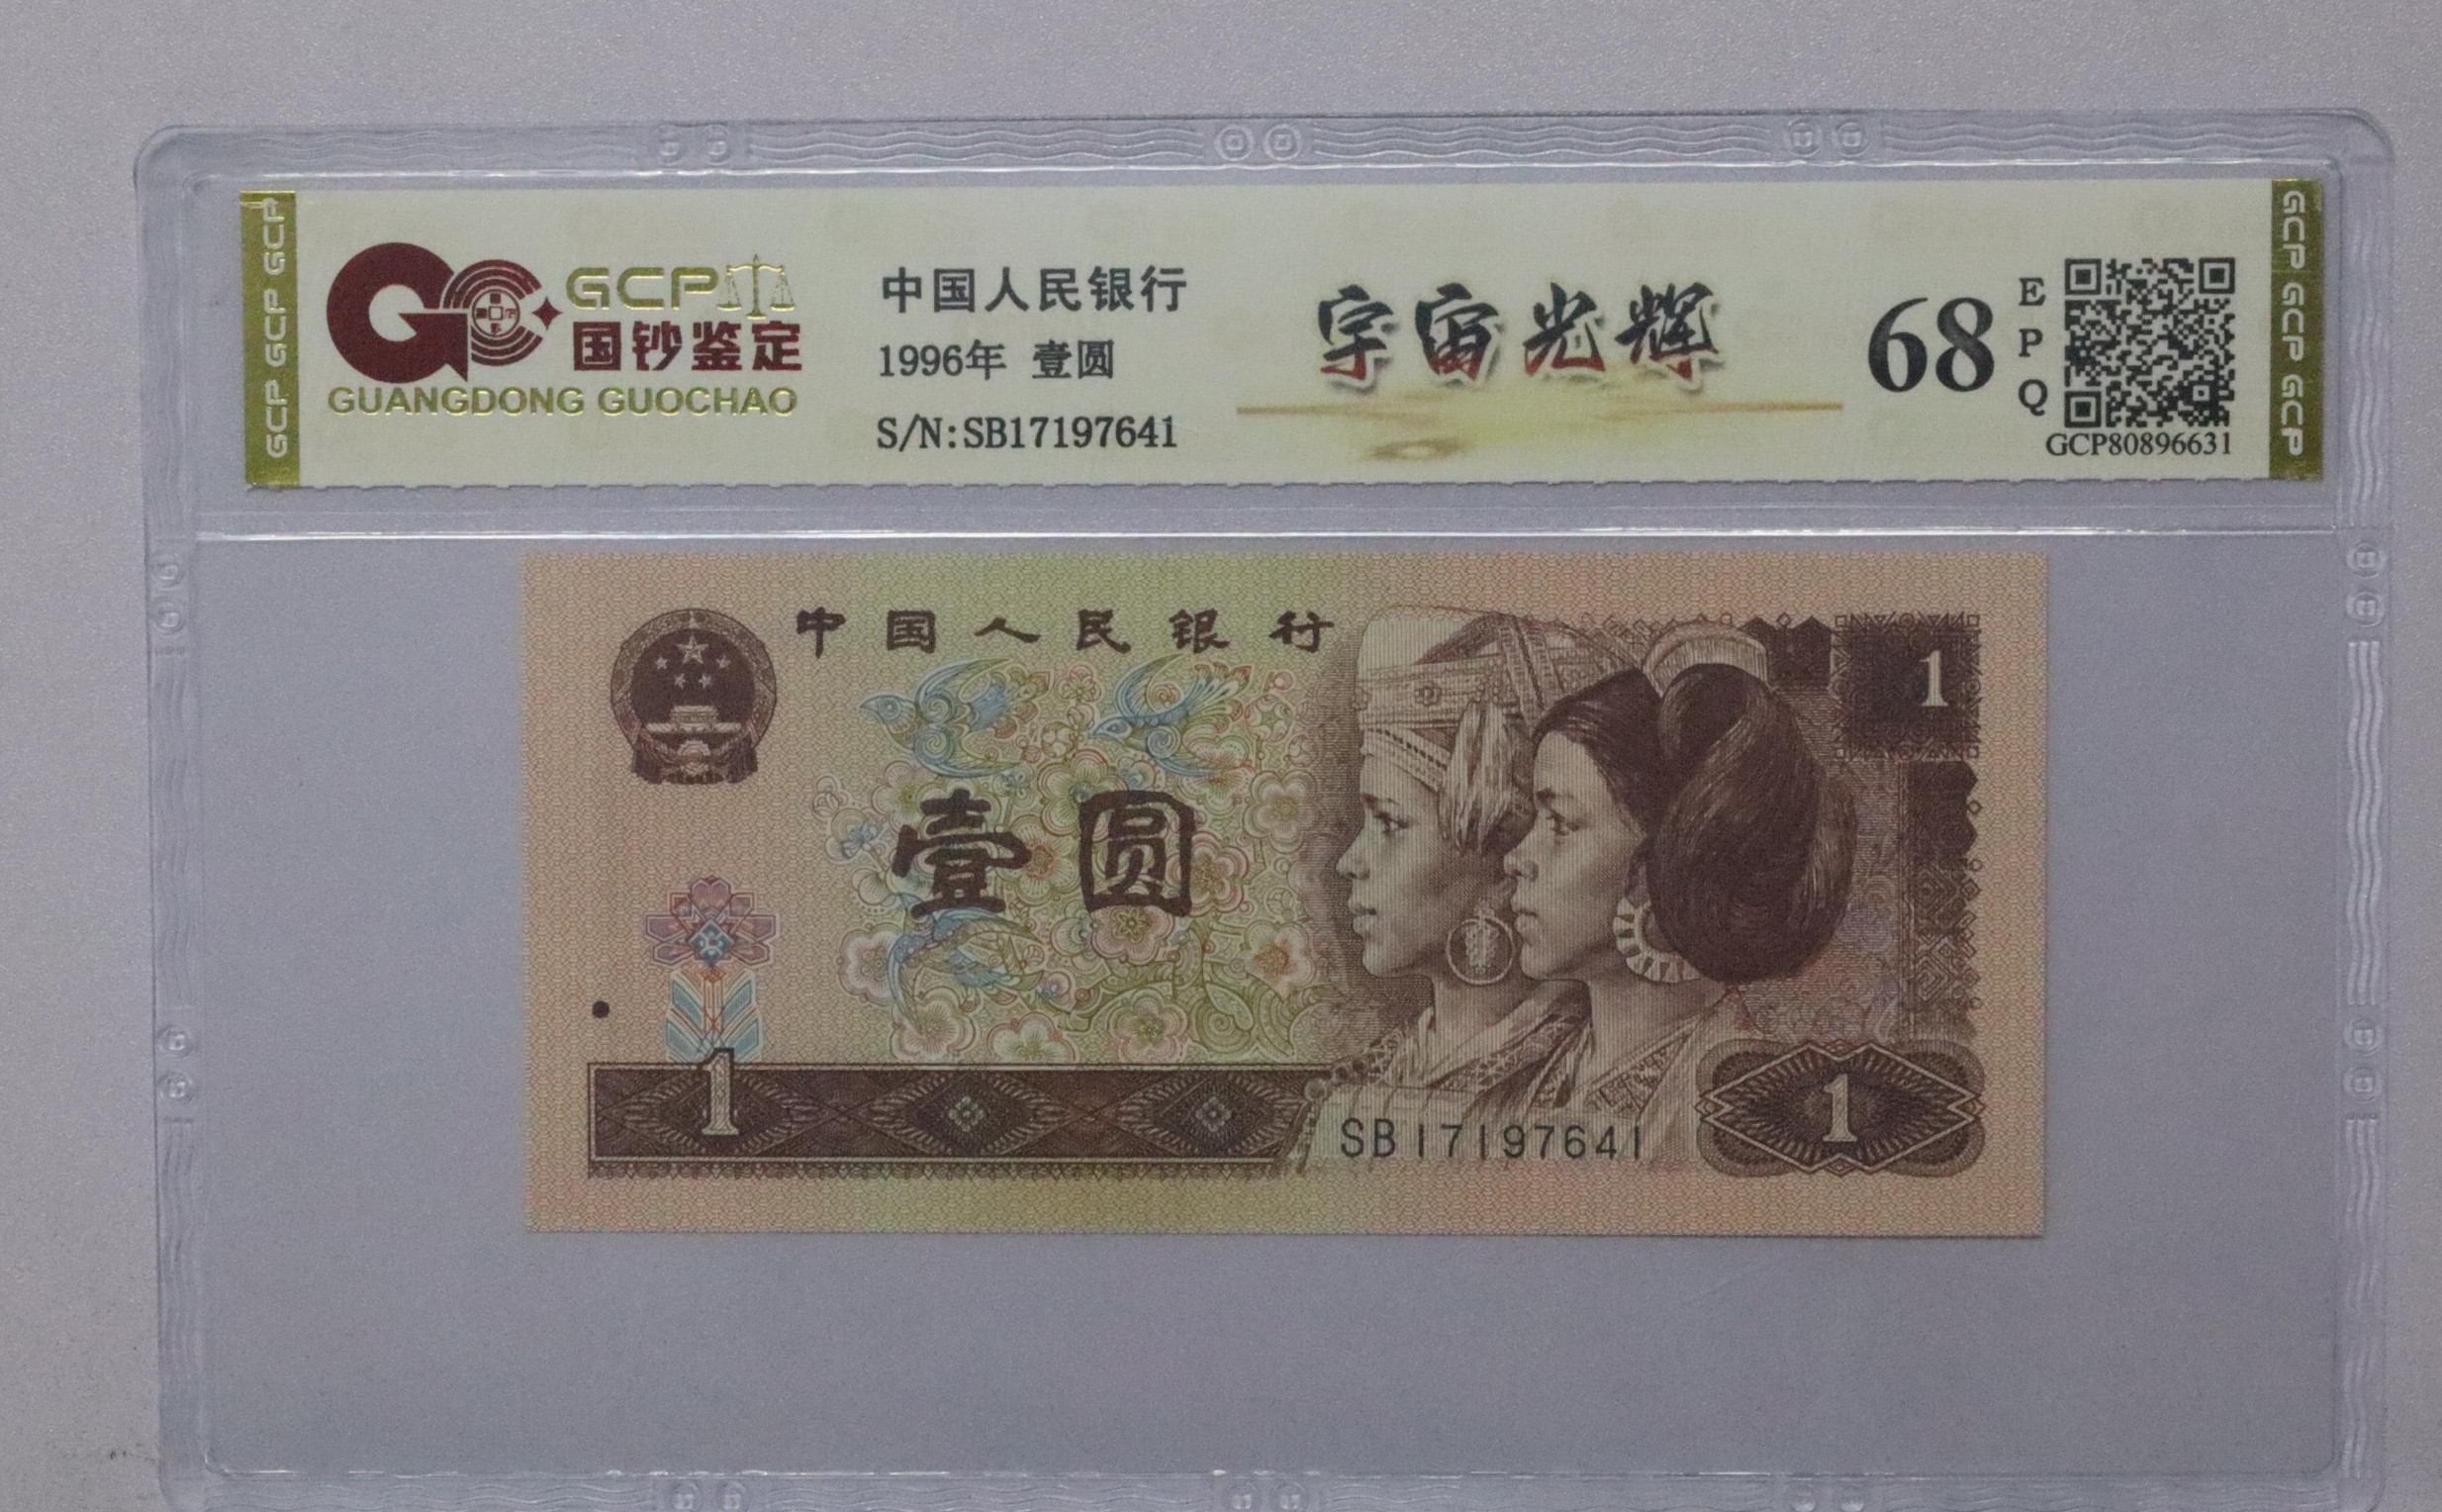 GCP GCP GCP
GCP
国钞鉴定
GUANGDONG GUOCHAO
中国人民银行
1996年 壹圆
S/N:SB17197641
宇宙光辉
68
E
P
Q
GCP80896631
GCP GCP GCP
中国人民银行
1
壹圆
1
SB17197641
1